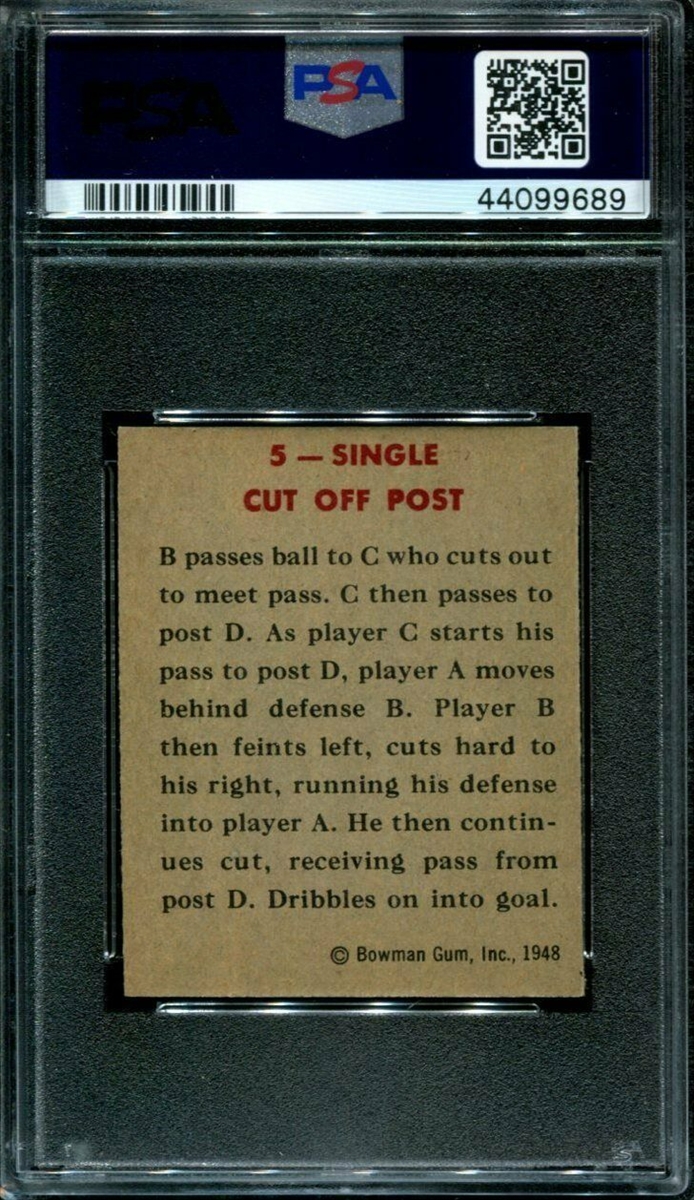 PSA
PSA
44099689
5 — SINGLE
CUT OFF POST
B passes ball to C who cuts out
to meet pass. C then passes to
post D. As player C starts his
pass to post D, player A moves
behind defense B. Player B
then feints left, cuts hard to
his right, running his defense
into player A. He then contin-
ues cut, receiving pass from
post D. Dribbles on into goal.
© Bowman Gum, Inc., 1948